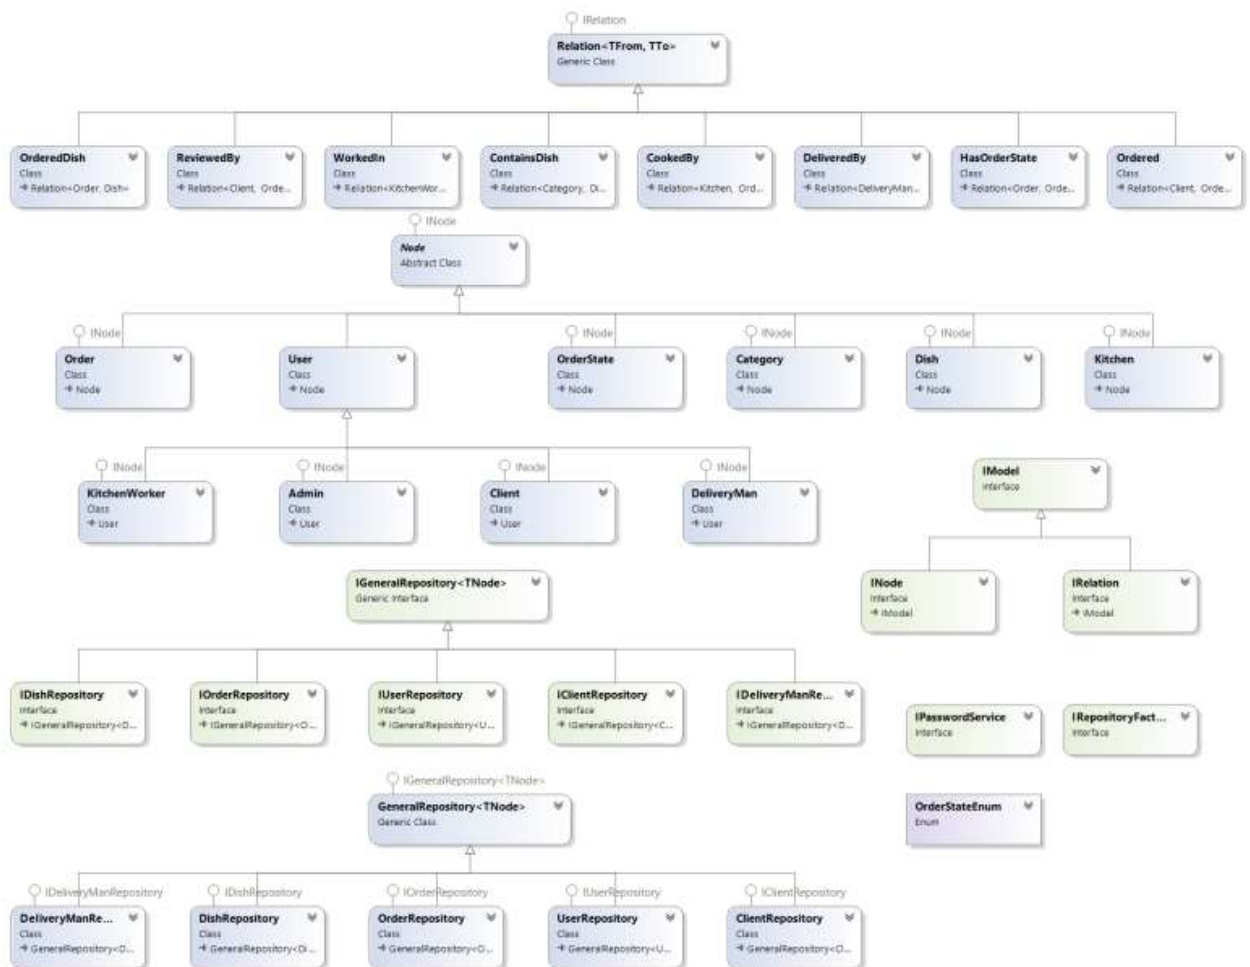 IRelation
Relation<TFrom, TTo>
Generic Class
OrderedDish
Class
Relation<Order, Dish>
ReviewedBy
Class
Relation<Client, Orde...
WorkedIn
Class
Relation<KitchenWor...
ContainsDish
Class
Relation<Category, Di...
CookedBy
Class
Relation<Kitchen, Ord...
DeliveredBy
Class
Relation<DeliveryMan...
HasOrderState
Class
Relation<Order, Orde...
Ordered
Class
Relation<Client, Orde...
INode
Node
Abstract Class
INode
Order
Class
Node
User
Class
Node
INode
OrderState
Class
Node
INode
Category
Class
Node
INode
Dish
Class
Node
INode
Kitchen
Class
Node
INode
KitchenWorker
Class
User
INode
Admin
Class
User
INode
Client
Class
User
INode
DeliveryMan
Class
User
IModel
Interface
INode
Interface
IModel
IRelation
Interface
IModel
IGeneralRepository<TNode>
Generic Interface
IDishRepository
Interface
IGeneralRepository<D...
IOrderRepository
Interface
IGeneralRepository<O...
IUserRepository
Interface
IGeneralRepository<U...
IClientRepository
Interface
IGeneralRepository<C...
IDeliveryManRe...
Interface
IGeneralRepository<D...
IPasswordService
Interface
IRepositoryFact...
Interface
IGeneralRepository<TNode>
GeneralRepository<TNode>
Generic Class
OrderStateEnum
Enum
IDeliveryManRepository
DeliveryManRe...
Class
GeneralRepository<D...
IDishRepository
DishRepository
Class
GeneralRepository<Di...
IOrderRepository
OrderRepository
Class
GeneralRepository<O...
IUserRepository
UserRepository
Class
GeneralRepository<U...
IClientRepository
ClientRepository
Class
GeneralRepository<C...